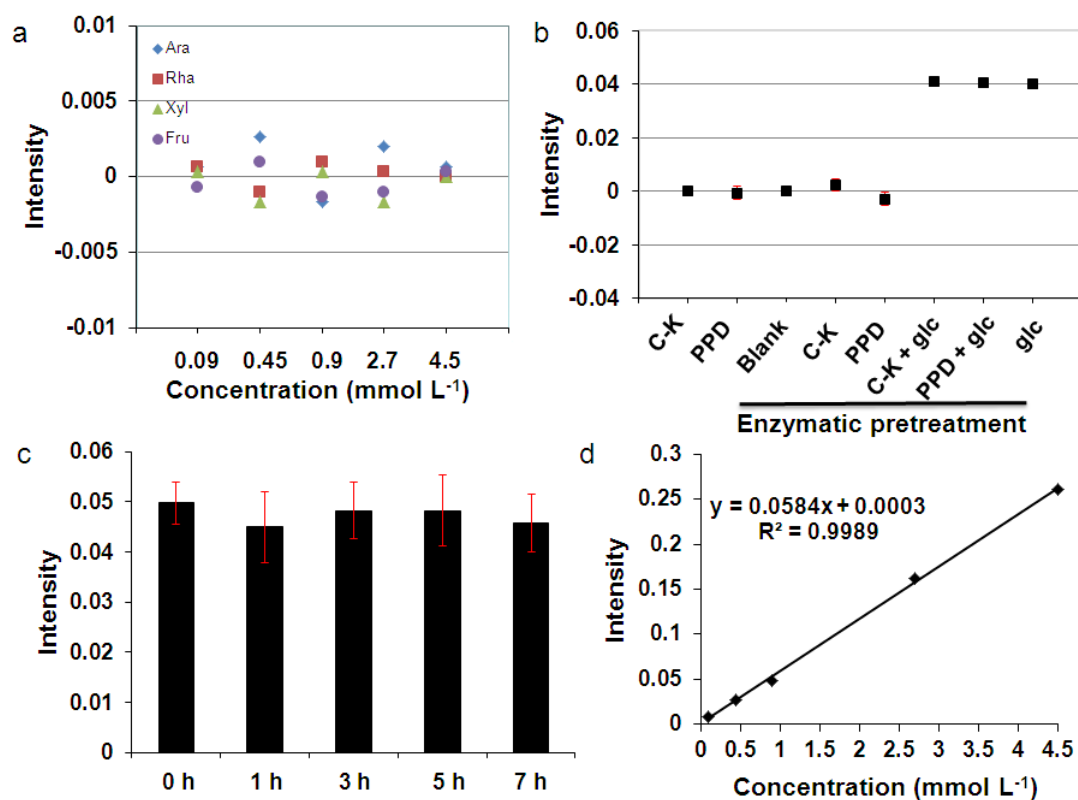 a
0.01
0.005
0
-0.005
-0.01
Intensity
Ara
Rha
Xyl
Fru
0.09 0.45 0.9 2.7 4.5
Concentration (mmol L-1)
b
0.06
0.04
0.02
0
-0.02
-0.04
Intensity
C-K
PPD
Blank
C-K
PPD
C-K + glc
PPD + glc
glc
Enzymatic pretreatment
c
0.06
0.05
0.04
0.03
0.02
0.01
0
Intensity
0 h 1 h 3 h 5 h 7 h
d
0.3
0.25
0.2
0.15
0.1
0.05
0
Intensity
y = 0.0584x + 0.0003
R² = 0.9989
0 0.5 1 1.5 2 2.5 3 3.5 4 4.5
Concentration (mmol L-1)